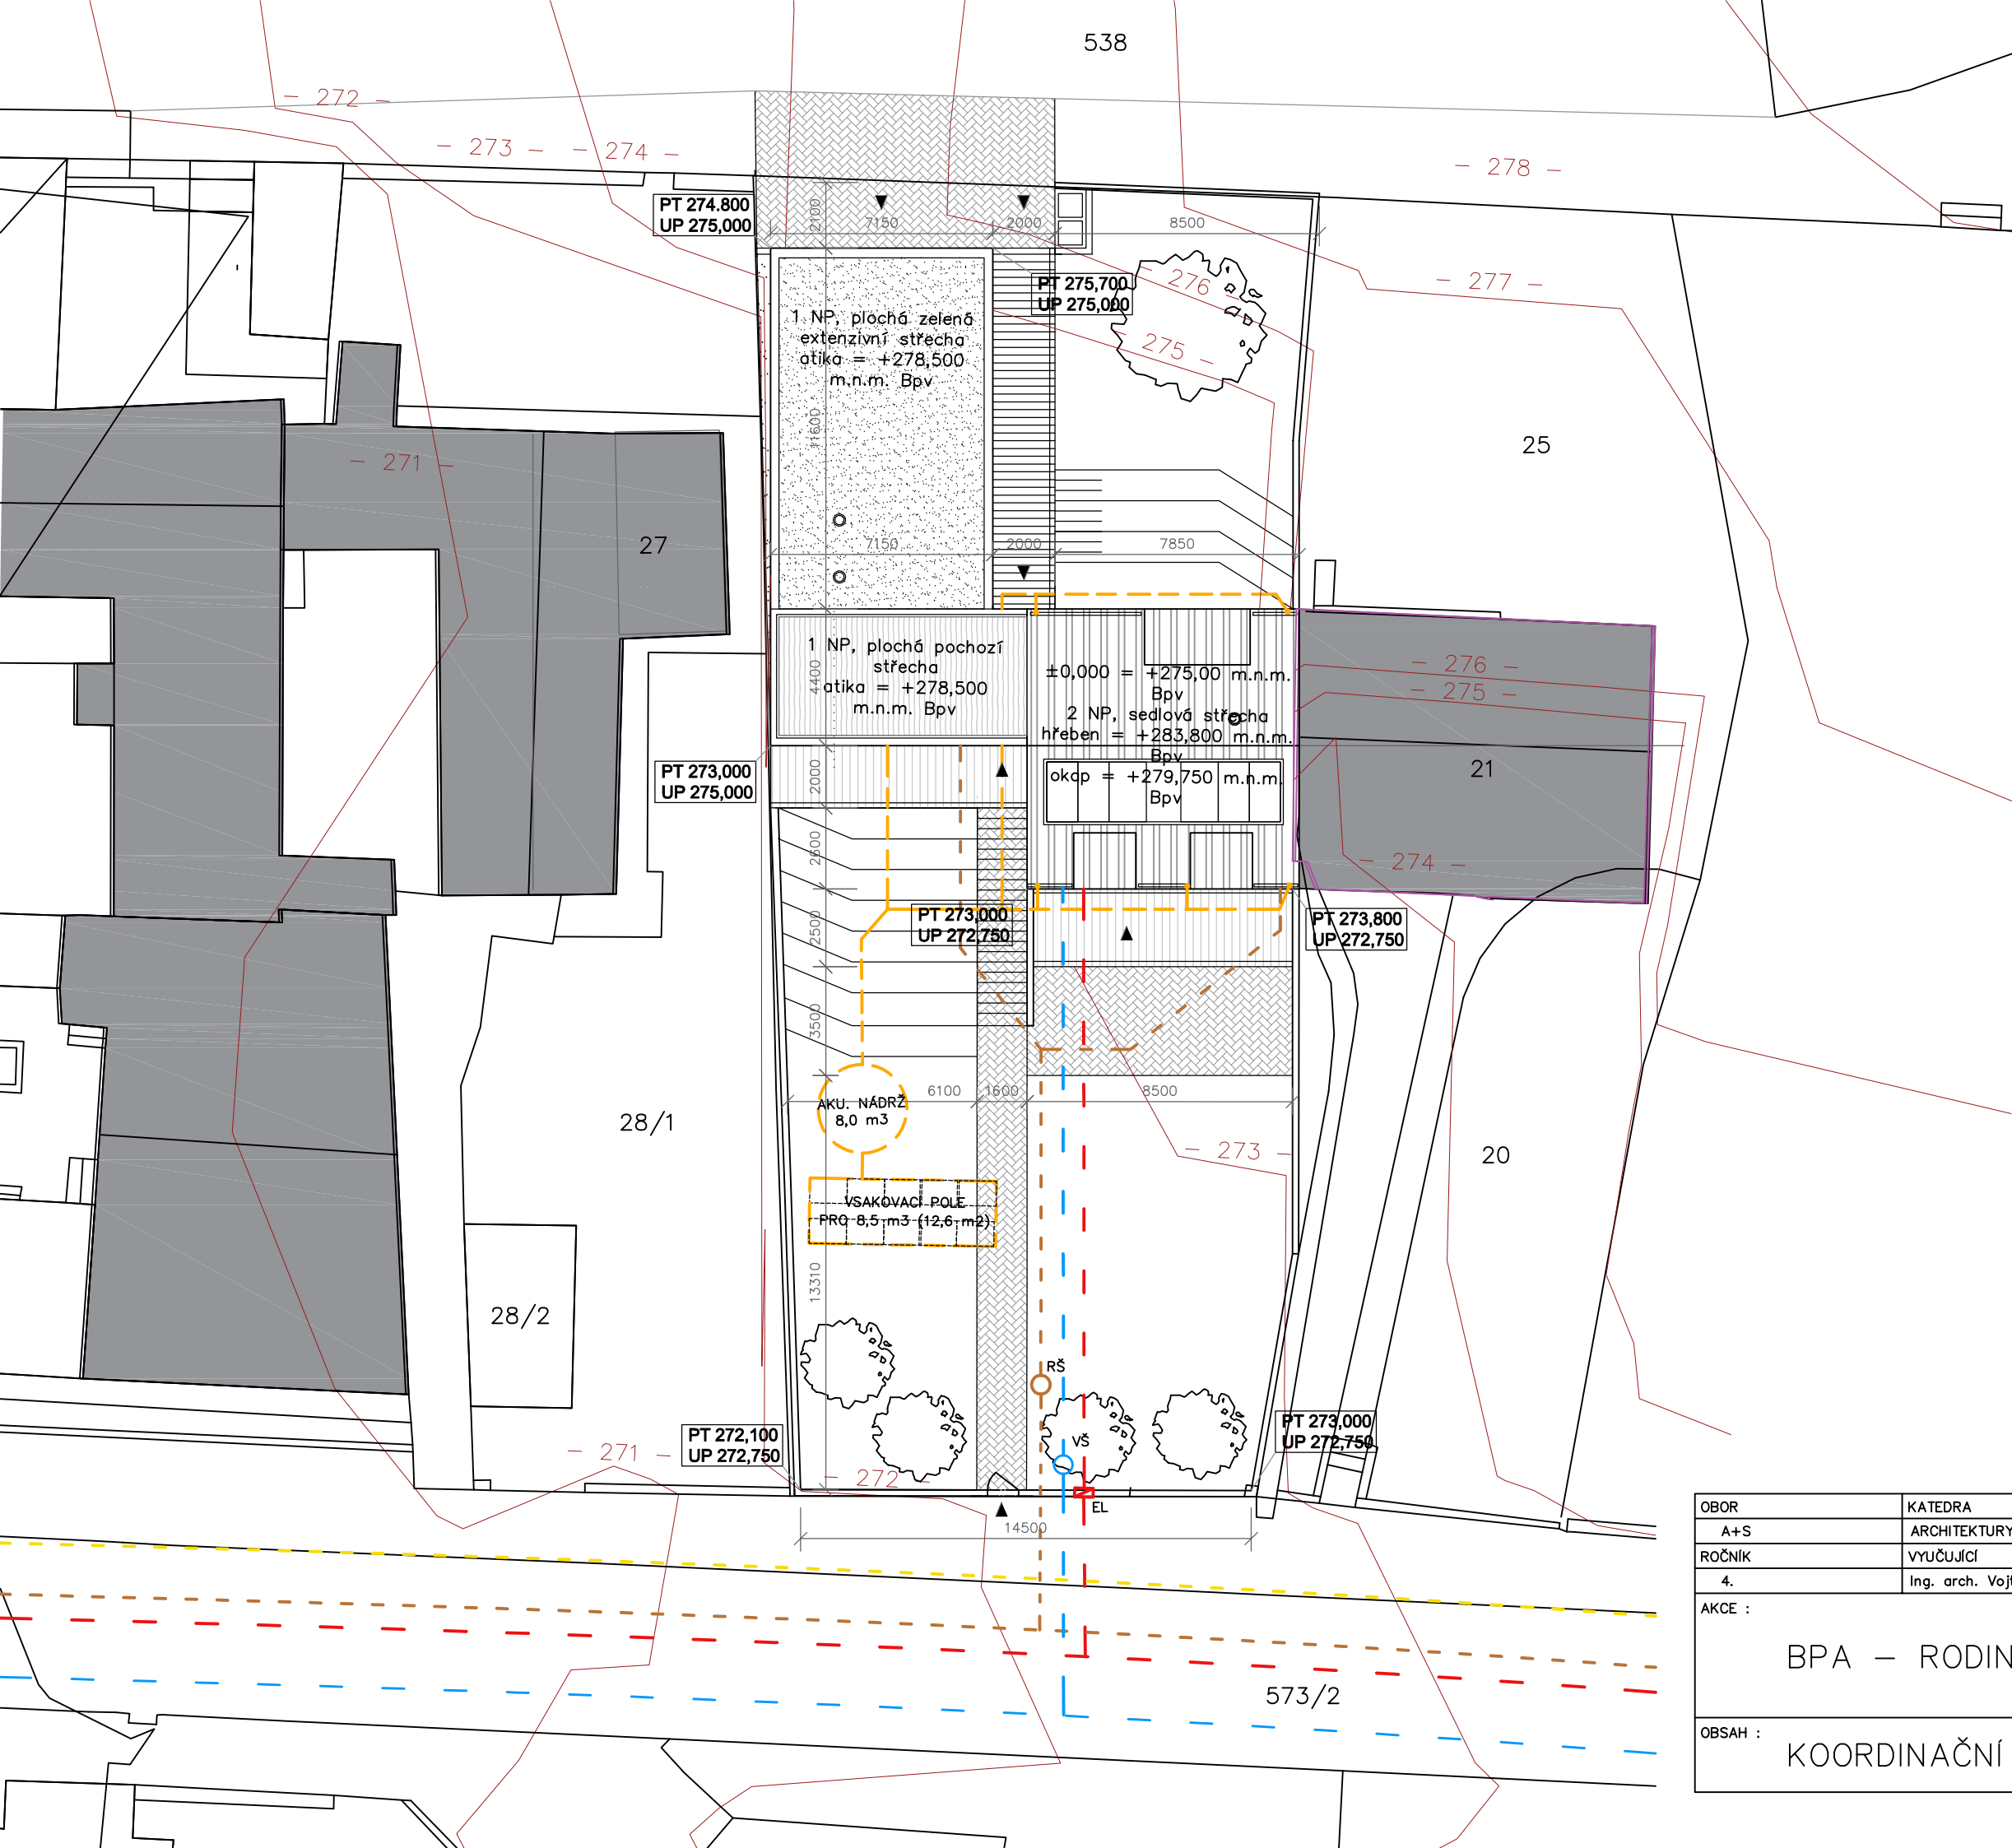 538
- 272 -
- 273 -
- 274 -
- 278 -
PT 274.800
UP 275,000
2100
7150
2000
8500
PT 275,700
UP 275,000
- 276 -
- 277 -
- 275 -
1 NP, plochá zelená
extenzivní střecha
atika = +278,500
m.n.m. Bpv
11600
25
- 271 -
27
7150
2000
7850
1 NP, plochá pochozí
střecha
atika = +278,500
m.n.m. Bpv
4400
±0,000 = +275,00 m.n.m.
Bpv
2 NP, sedlová střecha
hřeben = +283,800 m.n.m.
Bpv
okap = +279,750 m.n.m.
Bpv
- 276 -
- 275 -
21
PT 273,000
UP 275,000
2000
2600
- 274 -
PT 273,000
UP 272,750
PT 273,800
UP 272,750
2500
3500
6100
1600
8500
AKU. NÁDRŽ
8,0 m3
28/1
- 273 -
20
VSAKOVACÍ POLE
PRO 8,5 m3 (12,6 m2)
13310
28/2
RŠ
VŠ
PT 272,100
UP 272,750
PT 273,000
UP 272,750
- 271 -
- 272 -
EL
14500
573/2
OBOR
KATEDRA
A+S
ARCHITEKTURY
ROČNÍK
VYUČUJÍCÍ
4.
Ing. arch. Voj
AKCE :
BPA - RODIN
OBSAH :
KOORDINAČNÍ